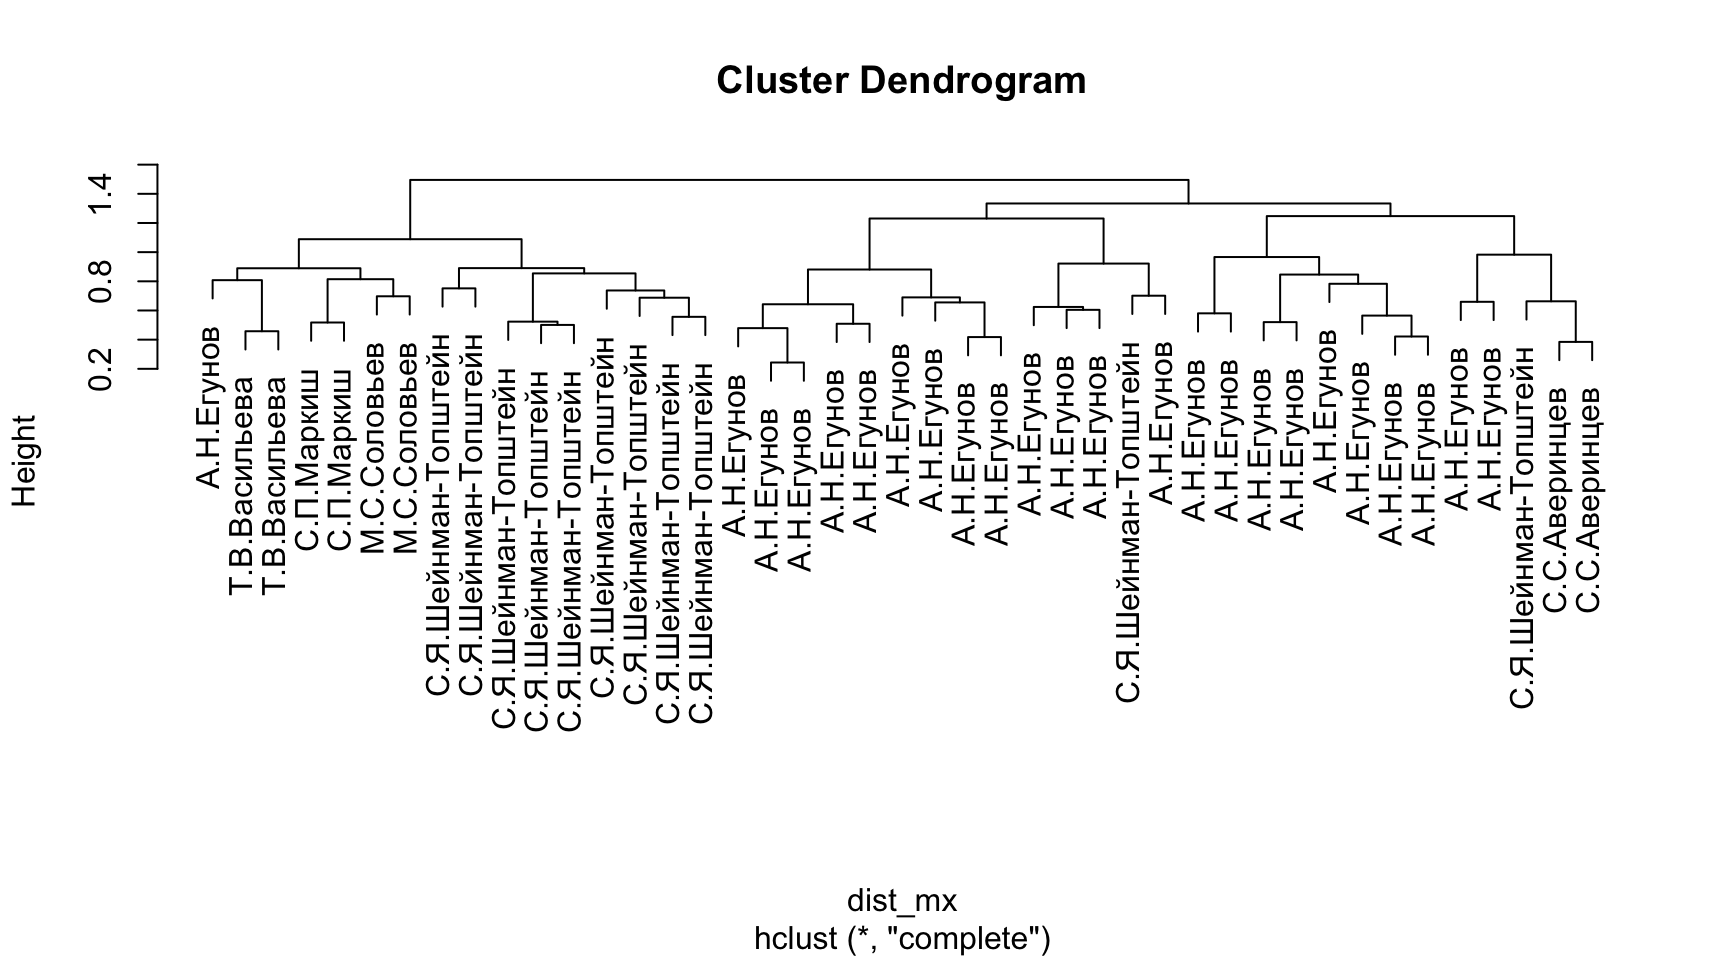 Cluster Dendrogram
Height
1.4
0.8
0.2
А.Н.Егунов
Т.В.Васильева
Т.В.Васильева
С.П.Маркиш
С.П.Маркиш
М.С.Соловьев
М.С.Соловьев
С.Я.Шейнман-Топштейн
С.Я.Шейнман-Топштейн
С.Я.Шейнман-Топштейн
С.Я.Шейнман-Топштейн
С.Я.Шейнман-Топштейн
С.Я.Шейнман-Топштейн
С.Я.Шейнман-Топштейн
С.Я.Шейнман-Топштейн
С.Я.Шейнман-Топштейн
А.Н.Егунов
А.Н.Егунов
А.Н.Егунов
А.Н.Егунов
А.Н.Егунов
А.Н.Егунов
А.Н.Егунов
А.Н.Егунов
А.Н.Егунов
А.Н.Егунов
А.Н.Егунов
А.Н.Егунов
С.Я.Шейнман-Топштейн
А.Н.Егунов
А.Н.Егунов
А.Н.Егунов
А.Н.Егунов
А.Н.Егунов
А.Н.Егунов
А.Н.Егунов
А.Н.Егунов
А.Н.Егунов
А.Н.Егунов
А.Н.Егунов
С.Я.Шейнман-Топштейн
С.С.Аверинцев
С.С.Аверинцев
dist_mx
hclust (*, "complete")